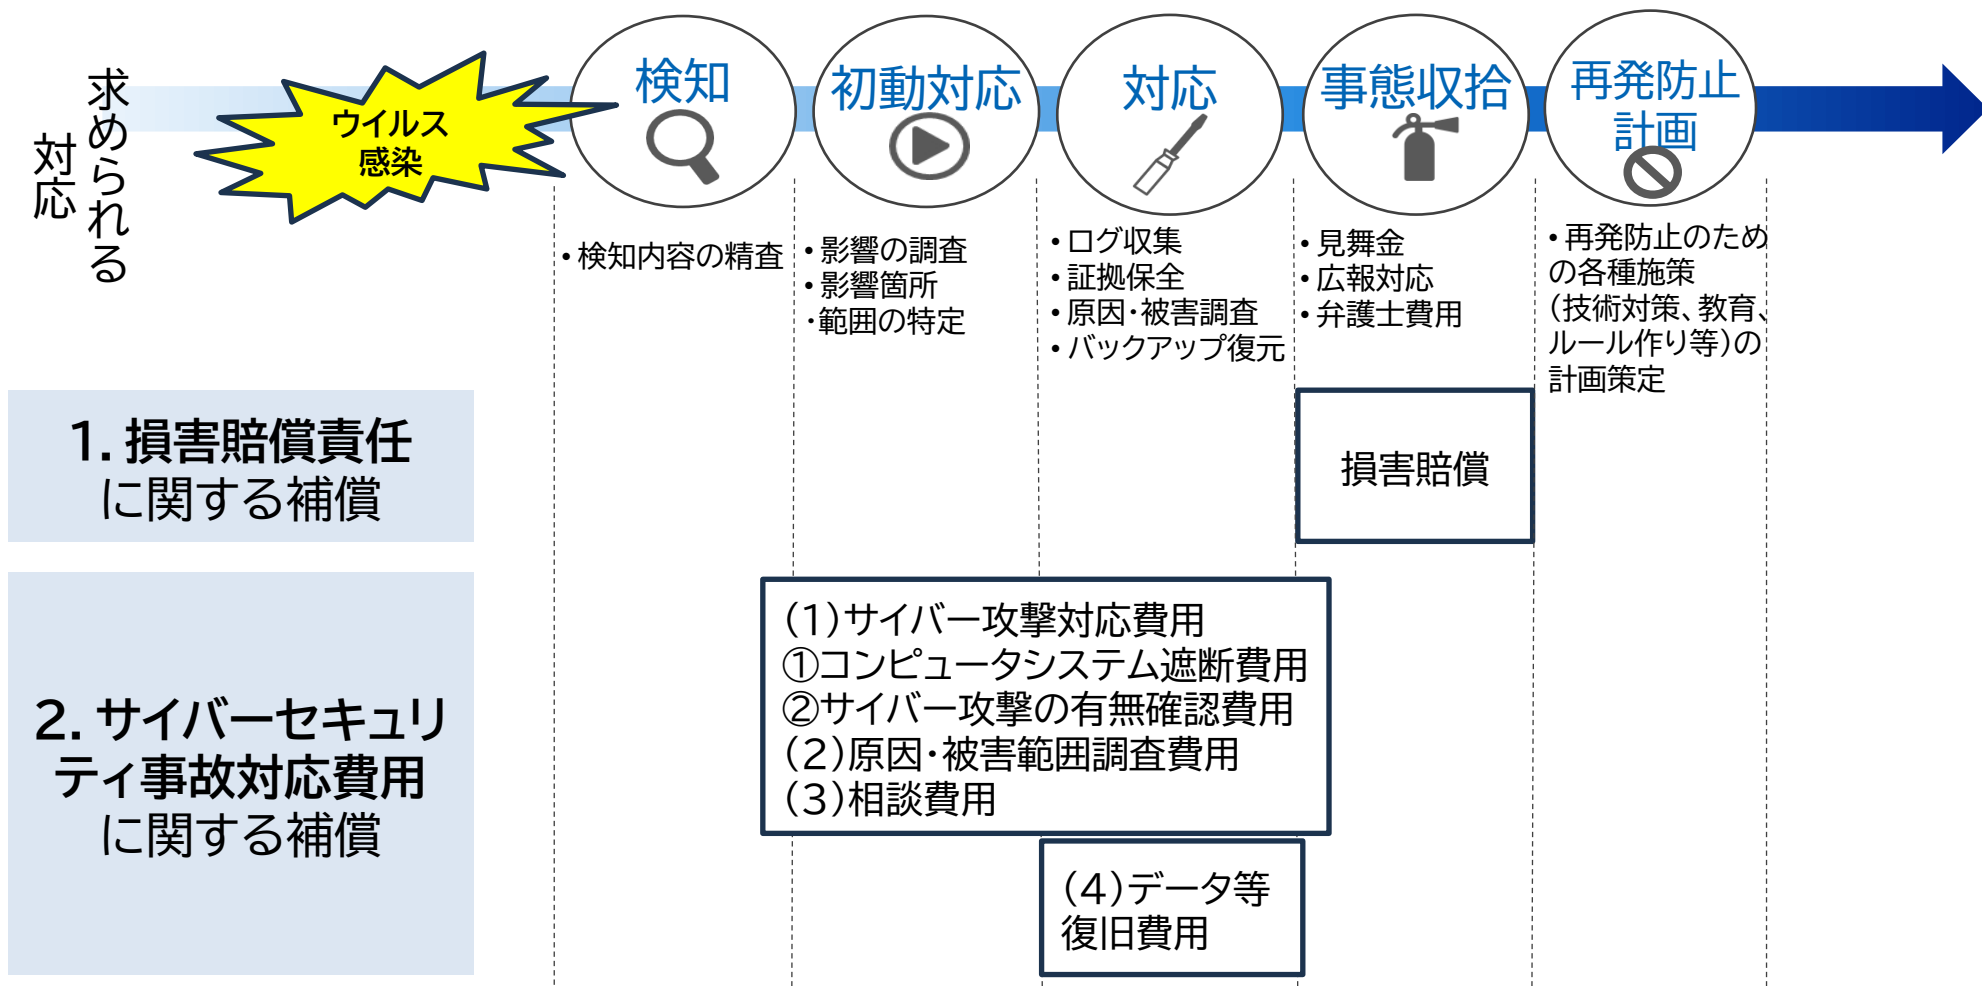 求められる
対応
ウイルス
感染
検知
初動対応
対応
事態収拾
再発防止
計画
• 検知内容の精査
• 影響の調査
• 影響箇所
・範囲の特定
• ログ収集
• 証拠保全
• 原因・被害調査
• バックアップ復元
• 見舞金
• 広報対応
• 弁護士費用
• 再発防止のため
の各種施策
(技術対策、教育、
ルール作り等)の
計画策定
1. 損害賠償責任
に関する補償
損害賠償
2. サイバーセキュリ
ティ事故対応費用
に関する補償
(1)サイバー攻撃対応費用
①コンピュータシステム遮断費用
②サイバー攻撃の有無確認費用
(2)原因・被害範囲調査費用
(3)相談費用
(4)データ等
復旧費用